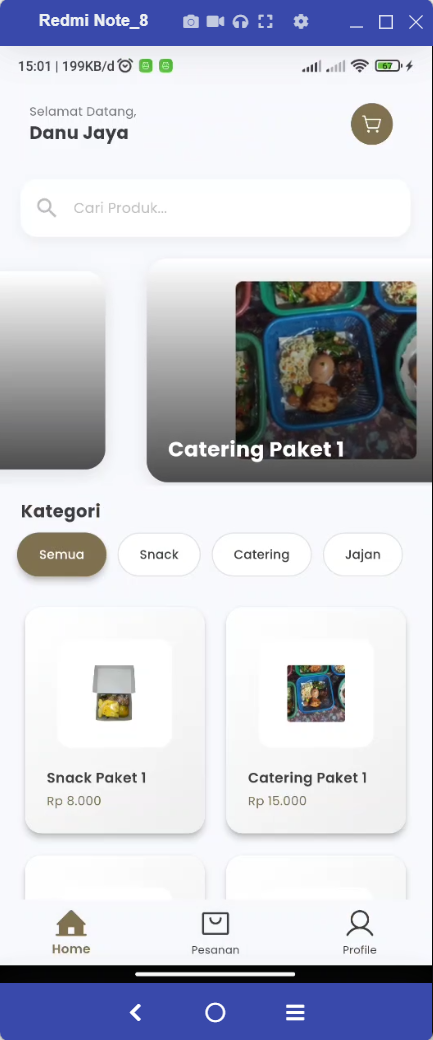 Redmi Note_8
15:01 | 199KB/d
67
Selamat Datang,
Danu Jaya
Cari Produk...
Catering Paket 1
Kategori
Semua
Snack
Catering
Jajan
Snack Paket 1
Rp 8.000
Catering Paket 1
Rp 15.000
Home
Pesanan
Profile